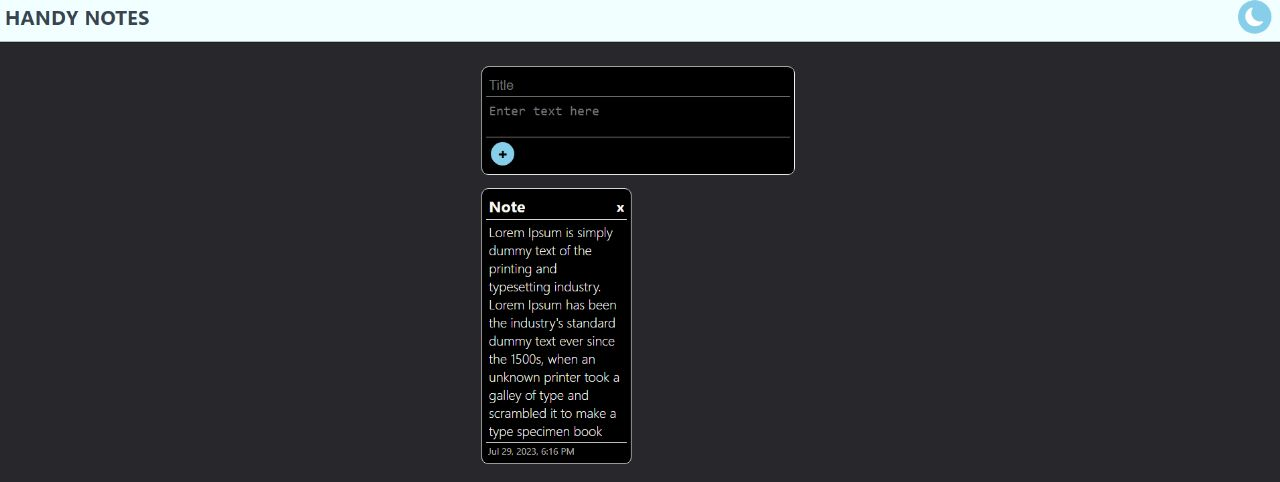 HANDY NOTES
Title
Enter text here
+
Note x
Lorem Ipsum is simply
dummy text of the
printing and
typesetting industry.
Lorem Ipsum has been
the industry's standard
dummy text ever since
the 1500s, when an
unknown printer took a
galley of type and
scrambled it to make a
type specimen book
Jul 29, 2023, 6:16 PM